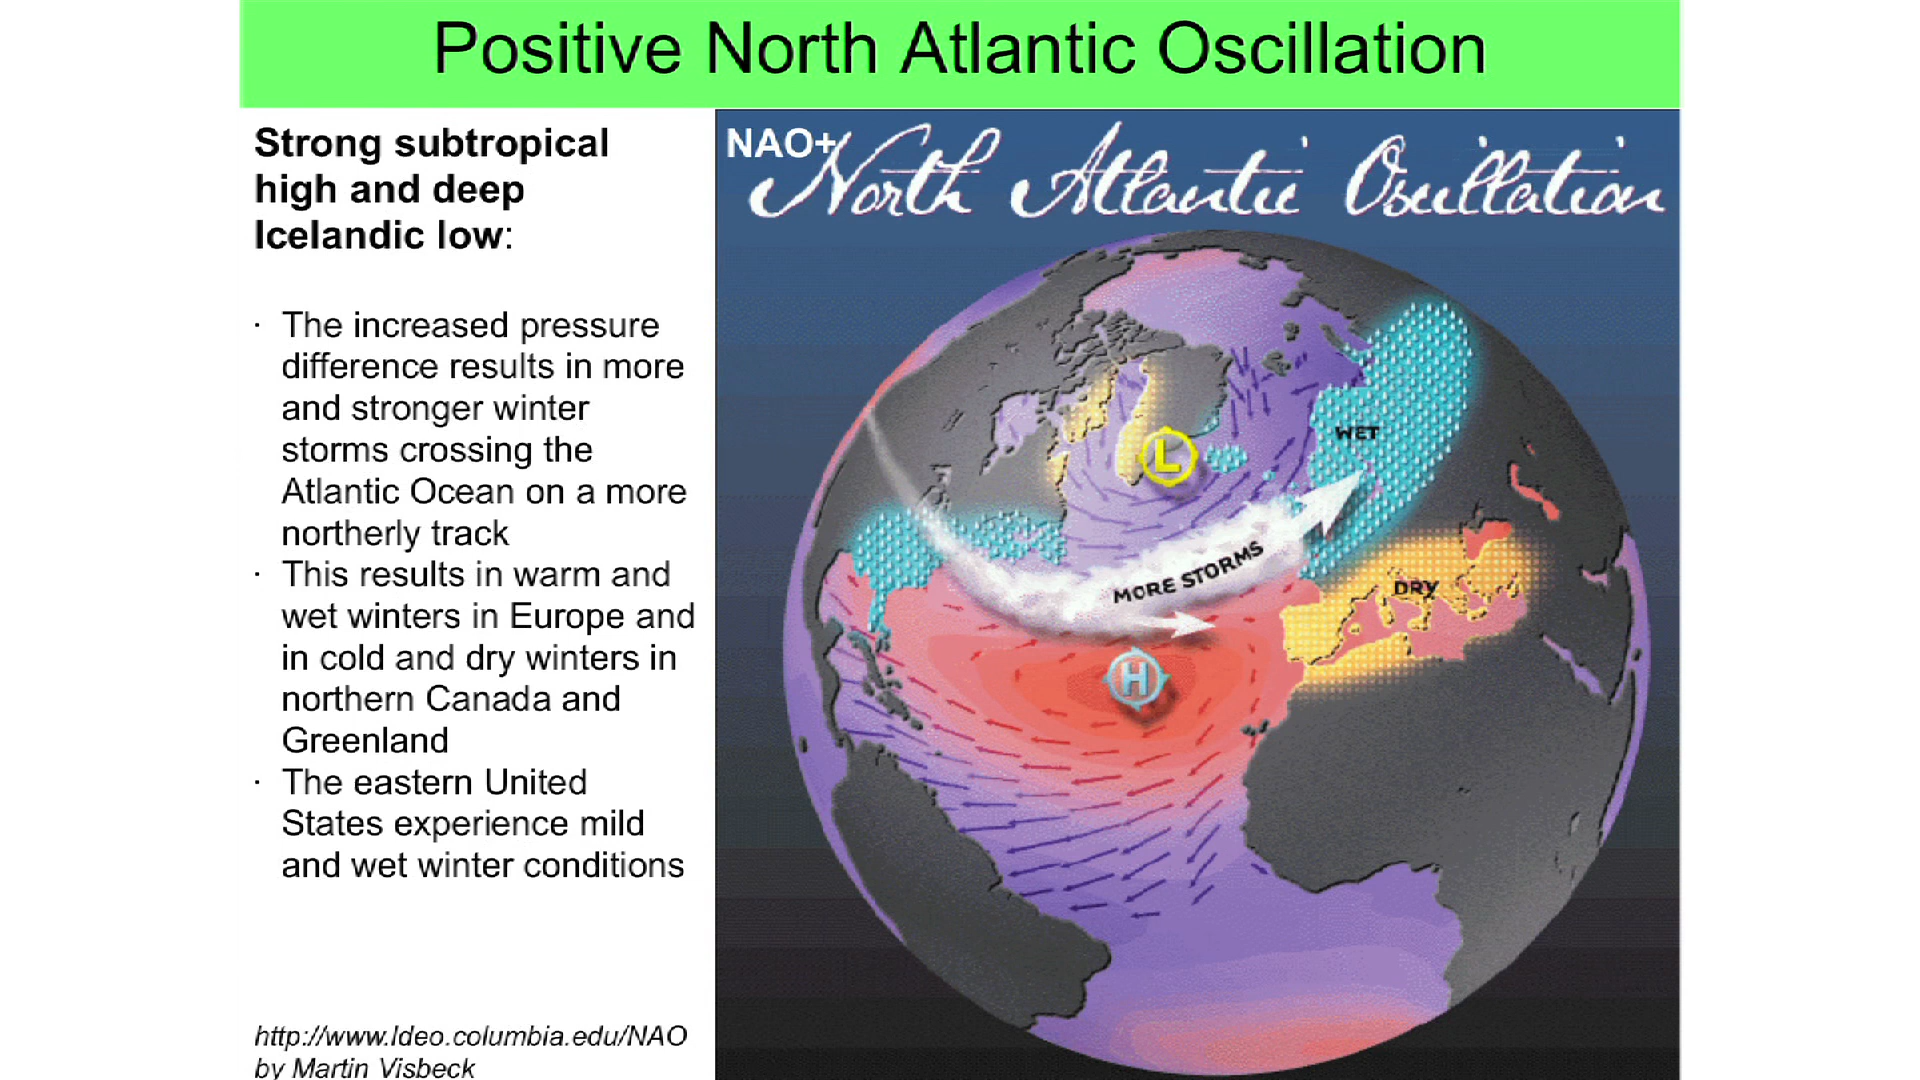 Positive North Atlantic Oscillation
Strong subtropical
high and deep
Icelandic low:
· The increased pressure
difference results in more
and stronger winter
storms crossing the
Atlantic Ocean on a more
northerly track
· This results in warm and
wet winters in Europe and
in cold and dry winters in
northern Canada and
Greenland
· The eastern United
States experience mild
and wet winter conditions
http://www.ldeo.columbia.edu/NAO
by Martin Visbeck
NAO+
North Atlantic Oscillation
L
WET
MORE STORMS
DRY
H